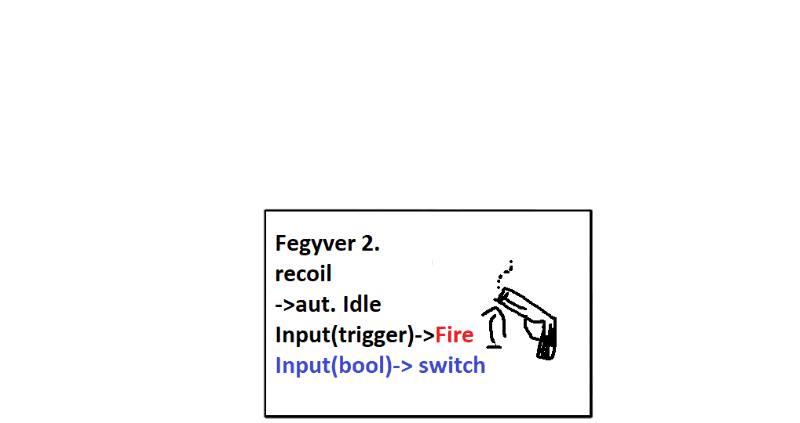 Fegyver 2.
recoil
->aut. Idle
Input(trigger)->Fire
Input(bool)-> switch